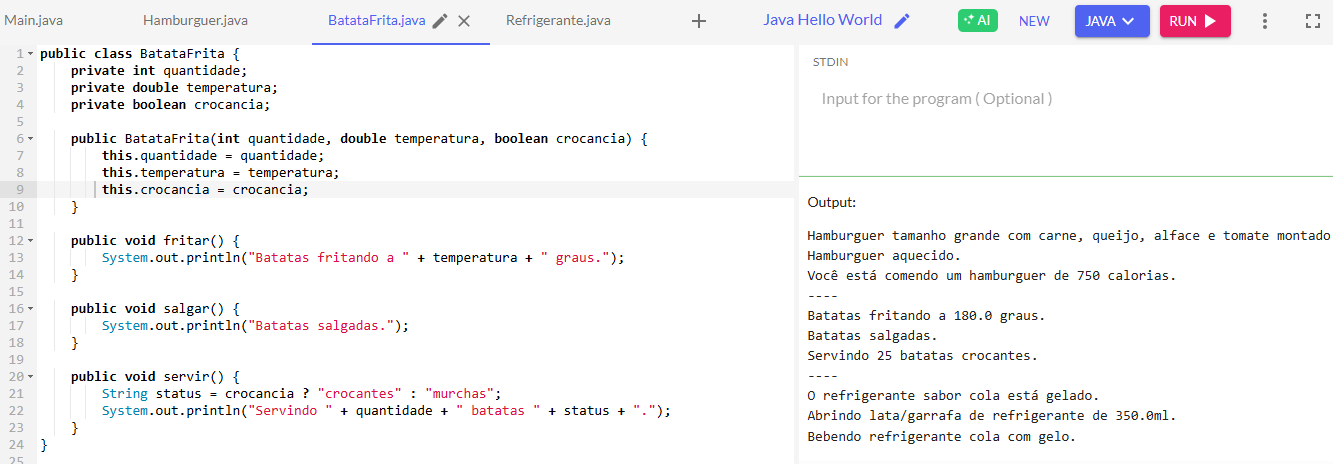 Main.java
Hamburguer.java
BatataFrita.java
Refrigerante.java
Java Hello World
AI
NEW
JAVA
RUN
1 public class BatataFrita {
2     private int quantidade;
3     private double temperatura;
4     private boolean crocancia;
5
6     public BatataFrita(int quantidade, double temperatura, boolean crocancia) {
7         this.quantidade = quantidade;
8         this.temperatura = temperatura;
9         this.crocancia = crocancia;
10     }
11
12     public void fritar() {
13         System.out.println("Batatas fritando a " + temperatura + " graus.");
14     }
15
16     public void salgar() {
17         System.out.println("Batatas salgadas.");
18     }
19
20     public void servir() {
21         String status = crocancia ? "crocantes" : "murchas";
22         System.out.println("Servindo " + quantidade + " batatas " + status + ".");
23     }
24 }
25
STDIN
Input for the program ( Optional )
Output:
Hamburguer tamanho grande com carne, queijo, alface e tomate montado
Hamburguer aquecido.
Você está comendo um hamburguer de 750 calorias.
----
Batatas fritando a 180.0 graus.
Batatas salgadas.
Servindo 25 batatas crocantes.
----
O refrigerante sabor cola está gelado.
Abrindo lata/garrafa de refrigerante de 350.0ml.
Bebendo refrigerante cola com gelo.